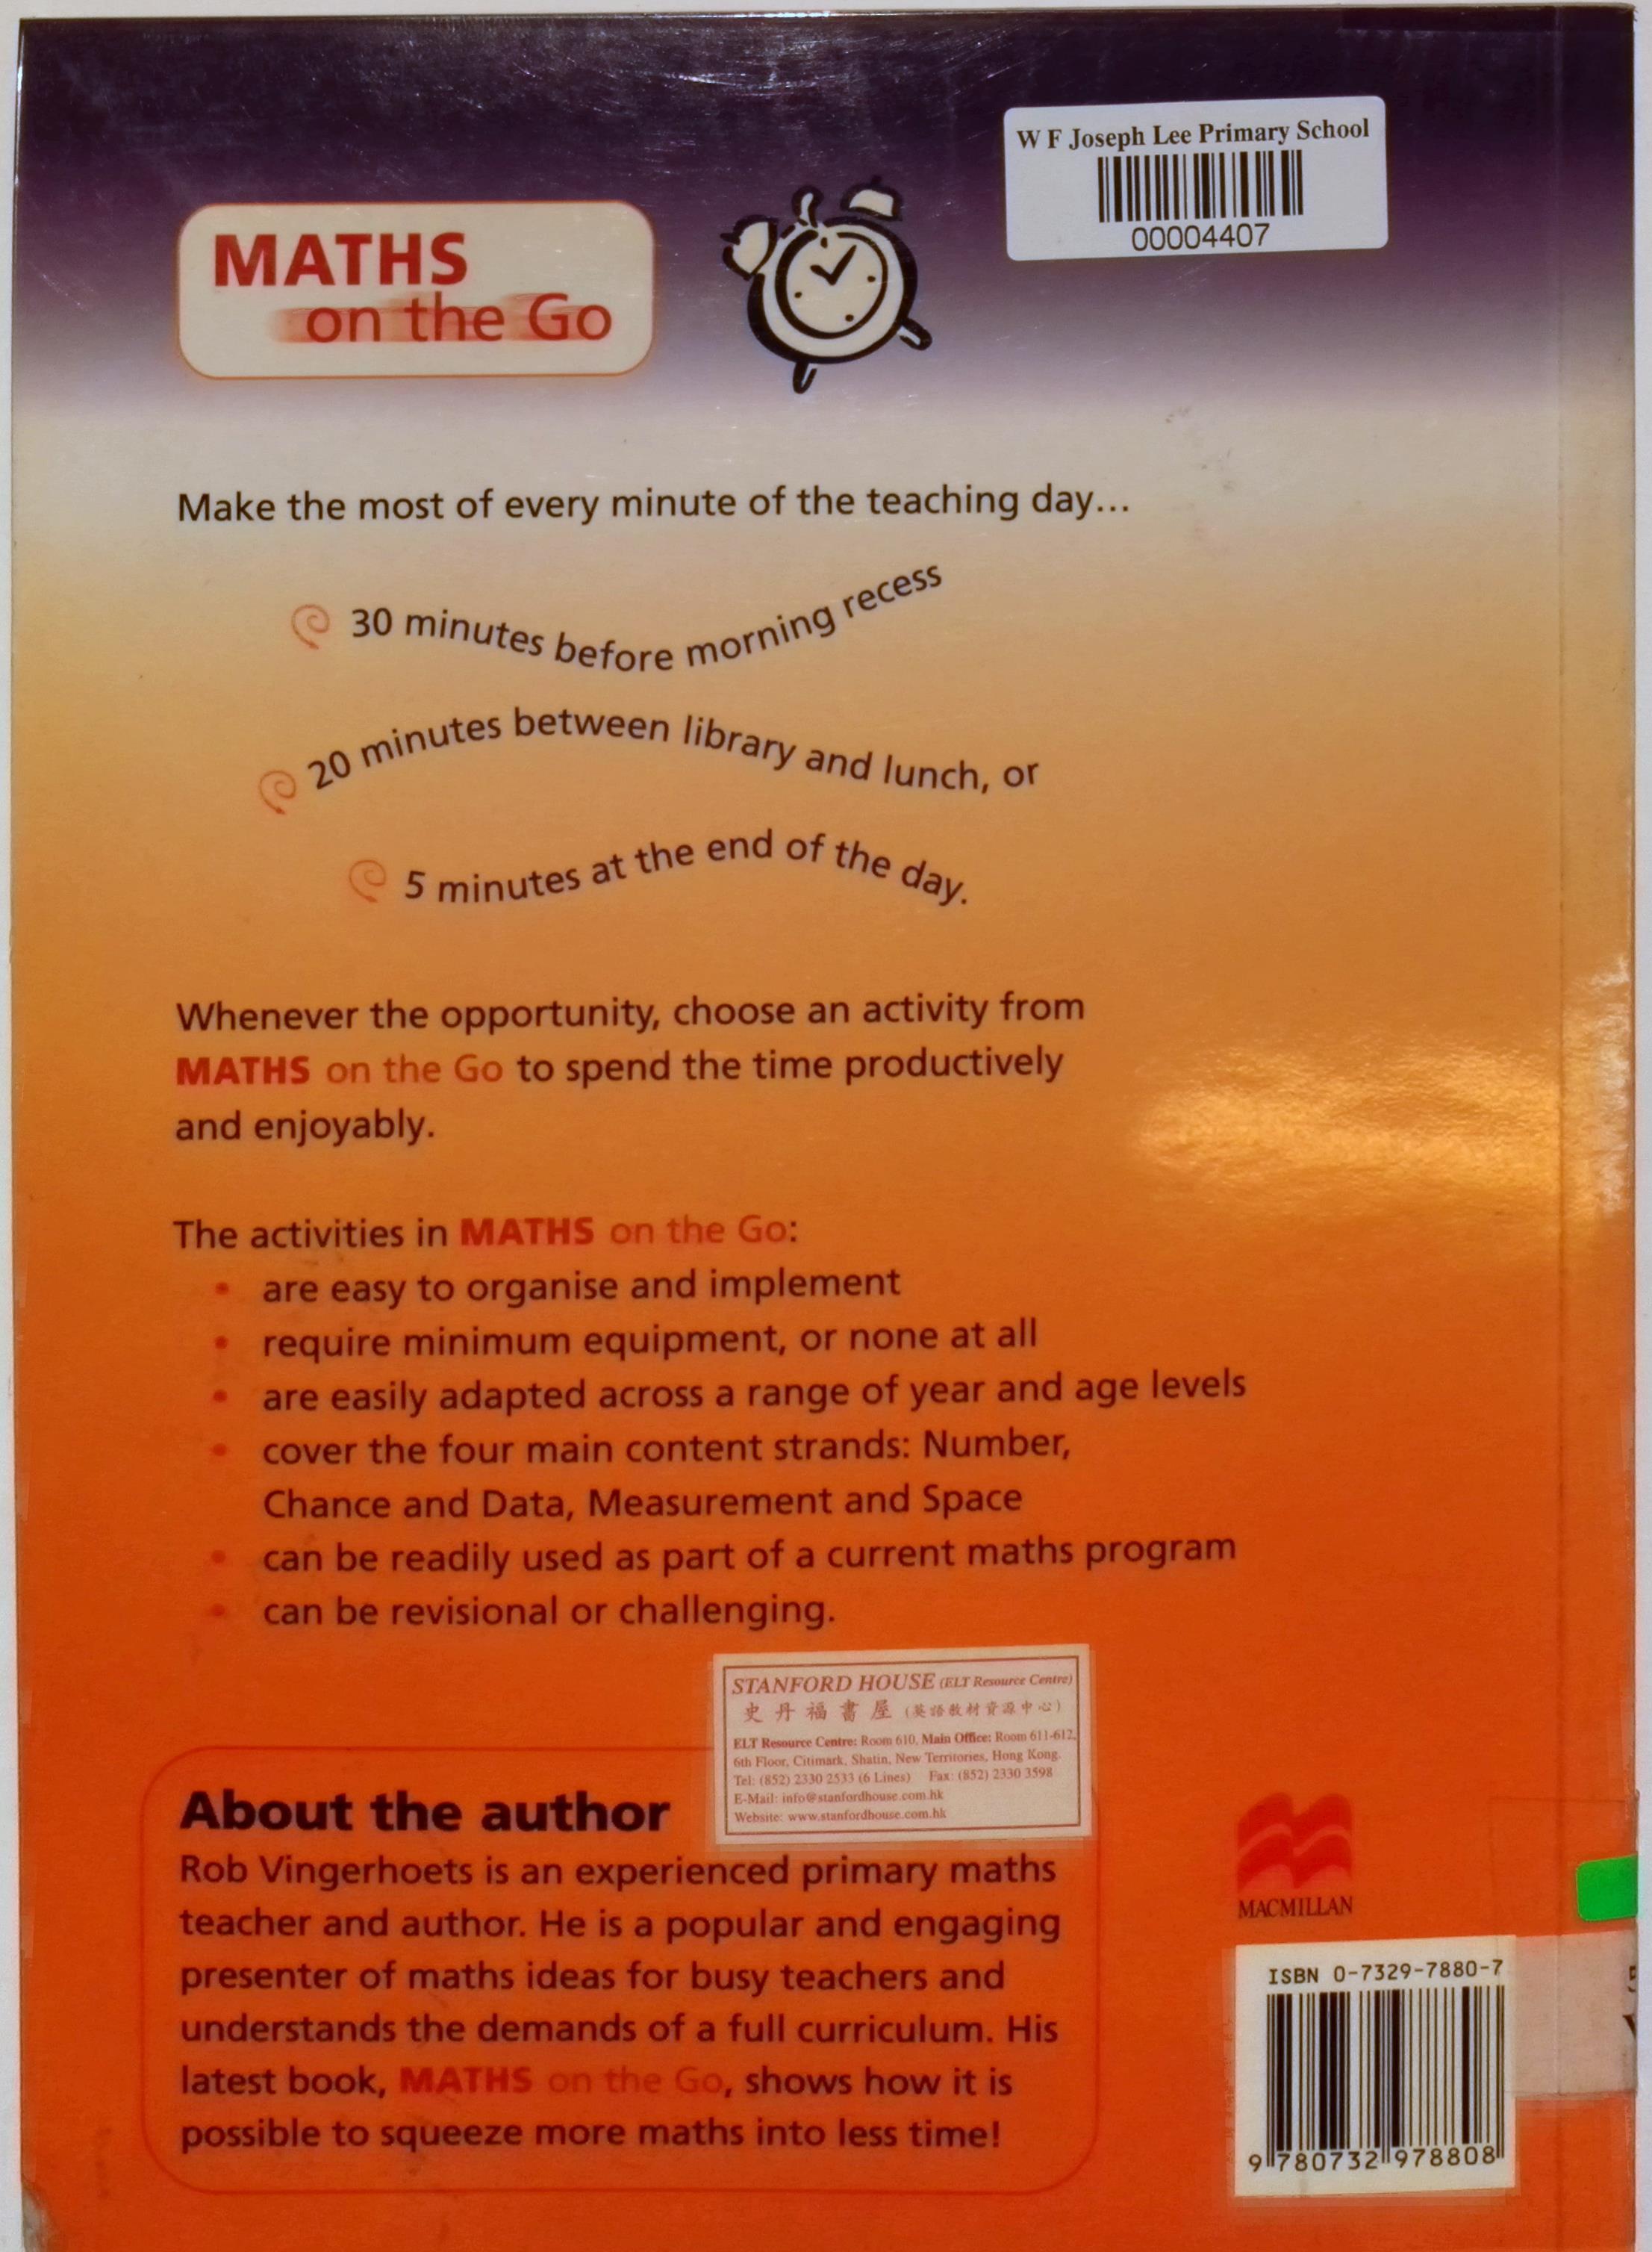 W F Joseph Lee Primary School
00004407
MATHS
on the Go
Make the most of every minute of the teaching day...
30 minutes before morning recess
20 minutes between library and lunch, or
5 minutes at the end of the day.
Whenever the opportunity, choose an activity from
MATHS on the Go to spend the time productively
and enjoyably.
The activities in MATHS on the Go:
• are easy to organise and implement
• require minimum equipment, or none at all
• are easily adapted across a range of year and age levels
• cover the four main content strands: Number,
Chance and Data, Measurement and Space
• can be readily used as part of a current maths program
• can be revisional or challenging.
STANFORD HOUSE (ELT Resource Centre)
史丹福書屋 (英語教材資源中心)
ELT Resource Centre: Room 610, Main Office: Room 611-612,
6th Floor, Citimark, Shatin, New Territories, Hong Kong.
Tel: (852) 2330 2533 (6 Lines) Fax: (852) 2330 3598
E-Mail: info@stanfordhouse.com.hk
Website: www.stanfordhouse.com.hk
About the author
Rob Vingerhoets is an experienced primary maths
teacher and author. He is a popular and engaging
presenter of maths ideas for busy teachers and
understands the demands of a full curriculum. His
latest book, MATHS on the Go, shows how it is
possible to squeeze more maths into less time!
MACMILLAN
ISBN 0-7329-7880-7
9 780732 978808